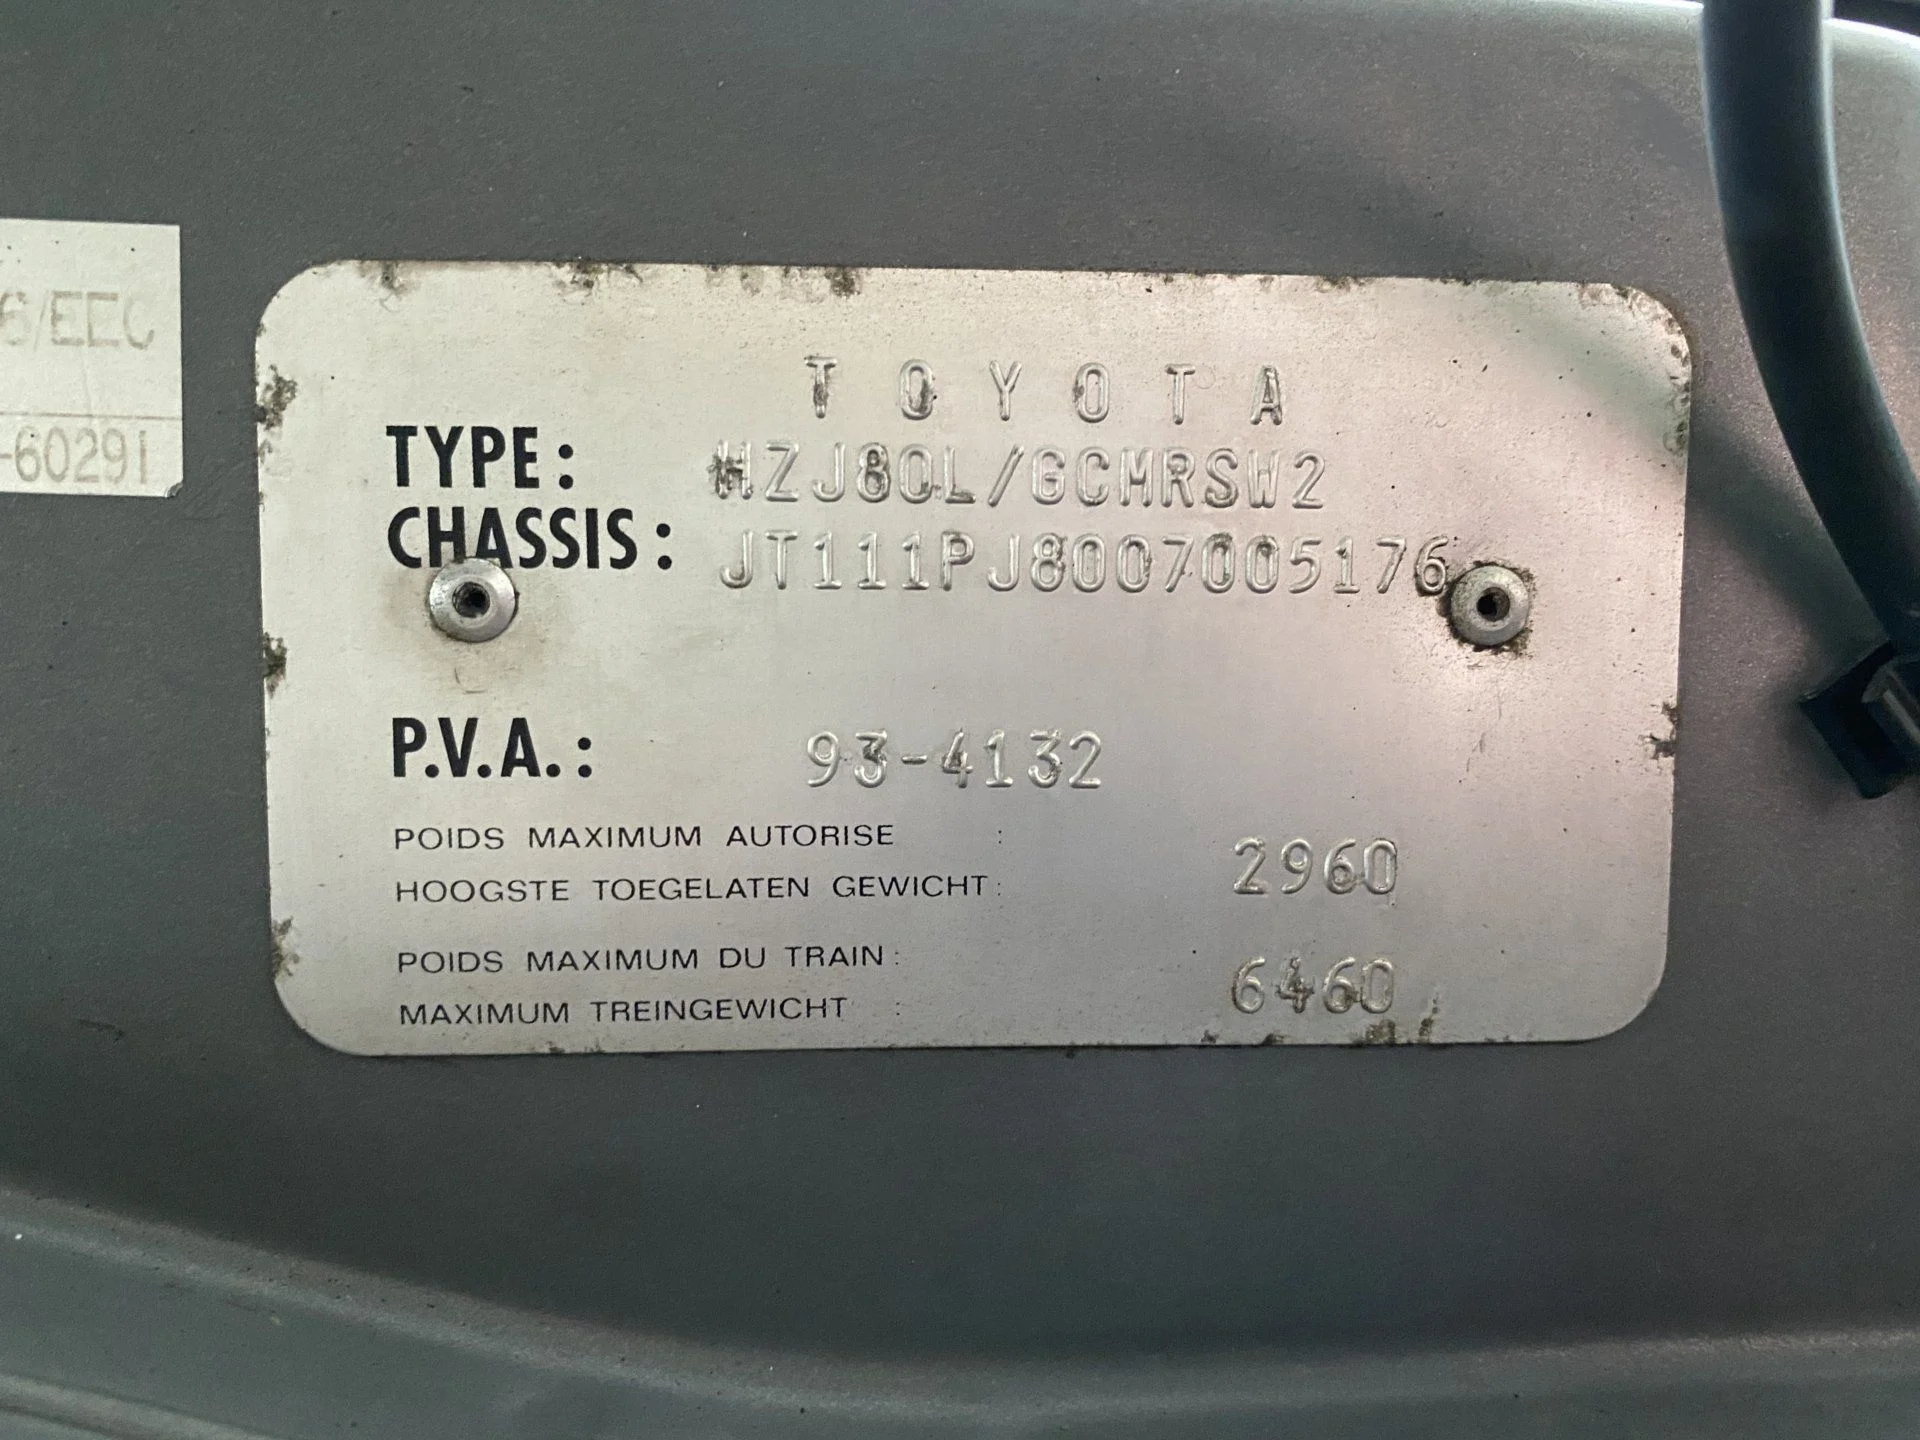 6/EEC
-60291
TOYOTA
TYPE: HZJ80L/GCMRSW2
CHASSIS: JT111PJ8007005176
P.V.A.: 93-4132
POIDS MAXIMUM AUTORISE :
HOOGSTE TOEGELATEN GEWICHT: 2960
POIDS MAXIMUM DU TRAIN:
MAXIMUM TREINGEWICHT : 6460